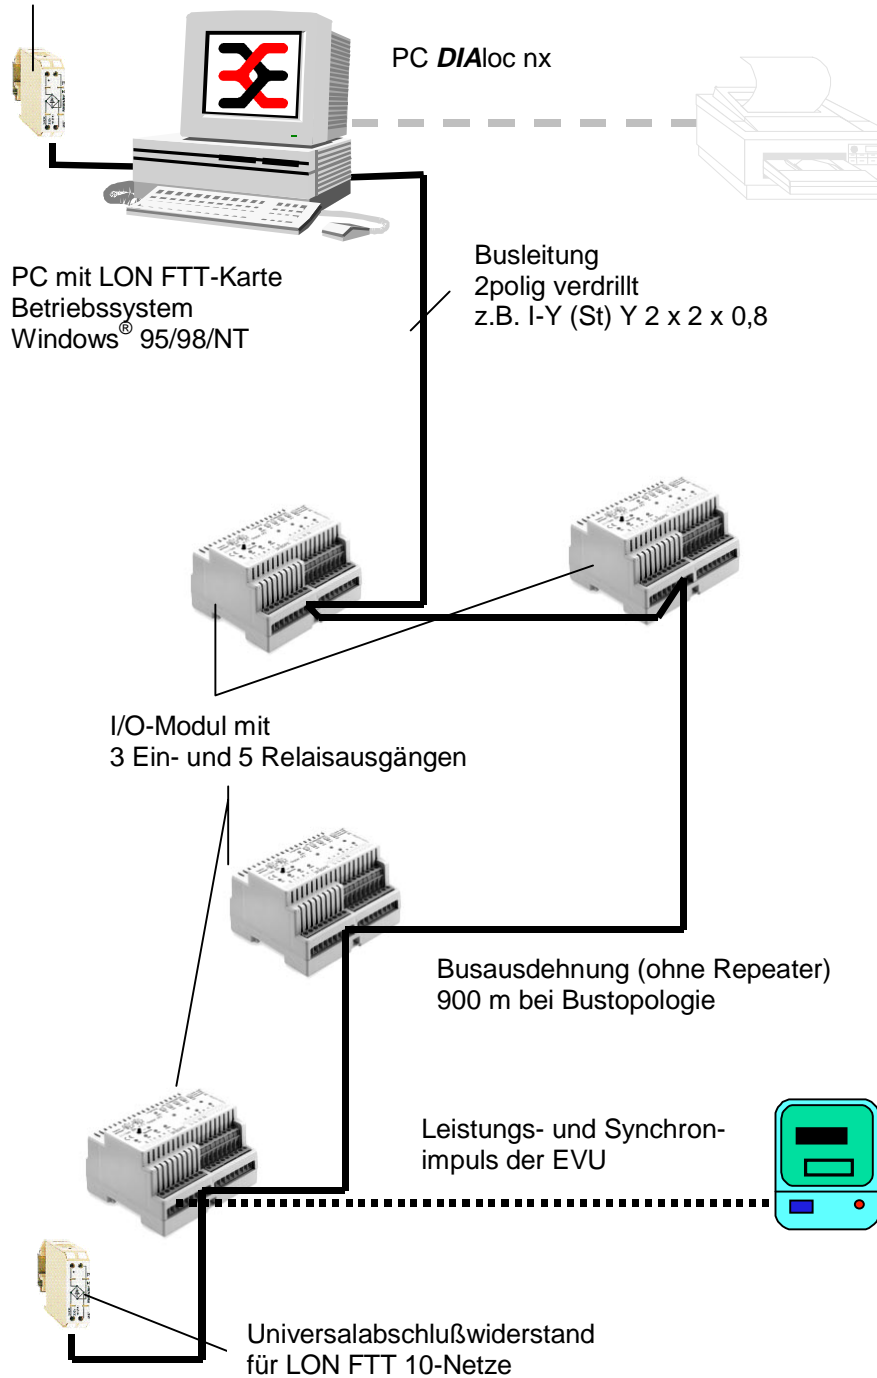 PC DIAloc nx
Busleitung
2polig verdrillt
z.B. I-Y (St) Y 2 x 2 x 0,8
PC mit LON FTT-Karte
Betriebssystem
Windows® 95/98/NT
I/O-Modul mit
3 Ein- und 5 Relaisausgängen
Busausdehnung (ohne Repeater)
900 m bei Bustopologie
Leistungs- und Synchron-
impuls der EVU
Universalabschlußwiderstand
für LON FTT 10-Netze